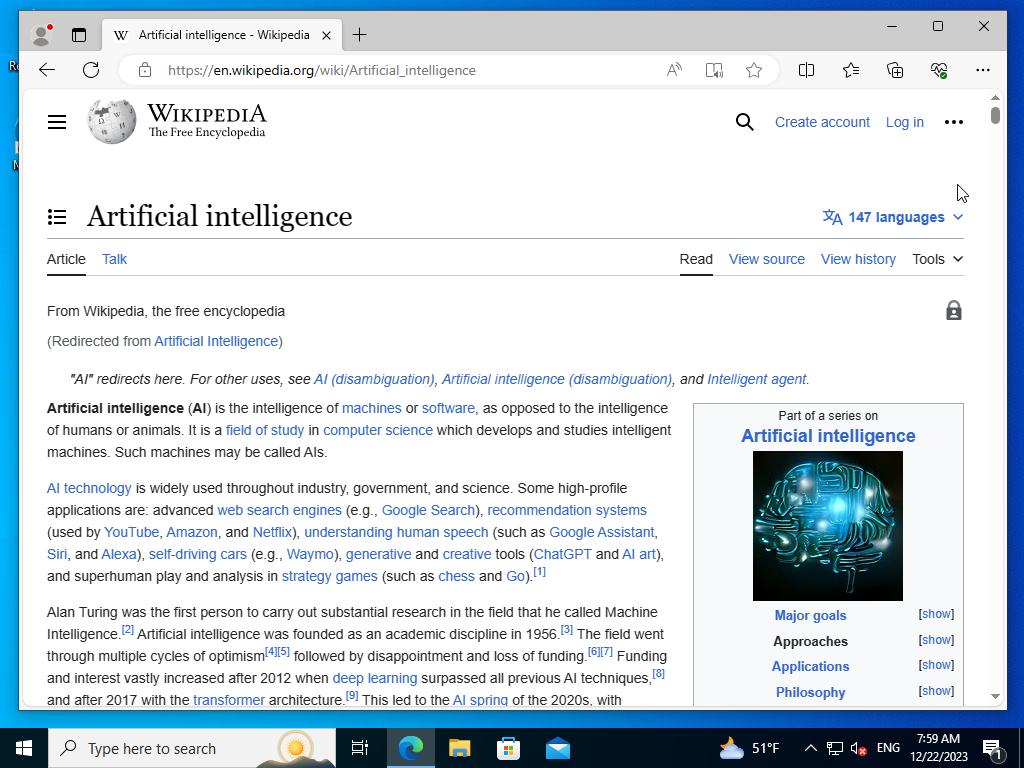 Artificial intelligence - Wikipedia
https://en.wikipedia.org/wiki/Artificial_intelligence
WIKIPEDIA
The Free Encyclopedia
Create account
Log in
Artificial intelligence
147 languages
Article
Talk
Read
View source
View history
Tools
From Wikipedia, the free encyclopedia
(Redirected from Artificial Intelligence)
"AI" redirects here. For other uses, see AI (disambiguation), Artificial intelligence (disambiguation), and Intelligent agent.
Artificial intelligence (AI) is the intelligence of machines or software, as opposed to the intelligence
of humans or animals. It is a field of study in computer science which develops and studies intelligent
machines. Such machines may be called AIs.
AI technology is widely used throughout industry, government, and science. Some high-profile
applications are: advanced web search engines (e.g., Google Search), recommendation systems
(used by YouTube, Amazon, and Netflix), understanding human speech (such as Google Assistant,
Siri, and Alexa), self-driving cars (e.g., Waymo), generative and creative tools (ChatGPT and AI art),
and superhuman play and analysis in strategy games (such as chess and Go).[1]
Alan Turing was the first person to carry out substantial research in the field that he called Machine
Intelligence.[2] Artificial intelligence was founded as an academic discipline in 1956.[3] The field went
through multiple cycles of optimism[4][5] followed by disappointment and loss of funding.[6][7] Funding
and interest vastly increased after 2012 when deep learning surpassed all previous AI techniques,[8]
and after 2017 with the transformer architecture.[9] This led to the AI spring of the 2020s, with
Part of a series on
Artificial intelligence
Major goals [show]
Approaches [show]
Applications [show]
Philosophy [show]
Type here to search
51°F
ENG
7:59 AM
12/22/2023
1